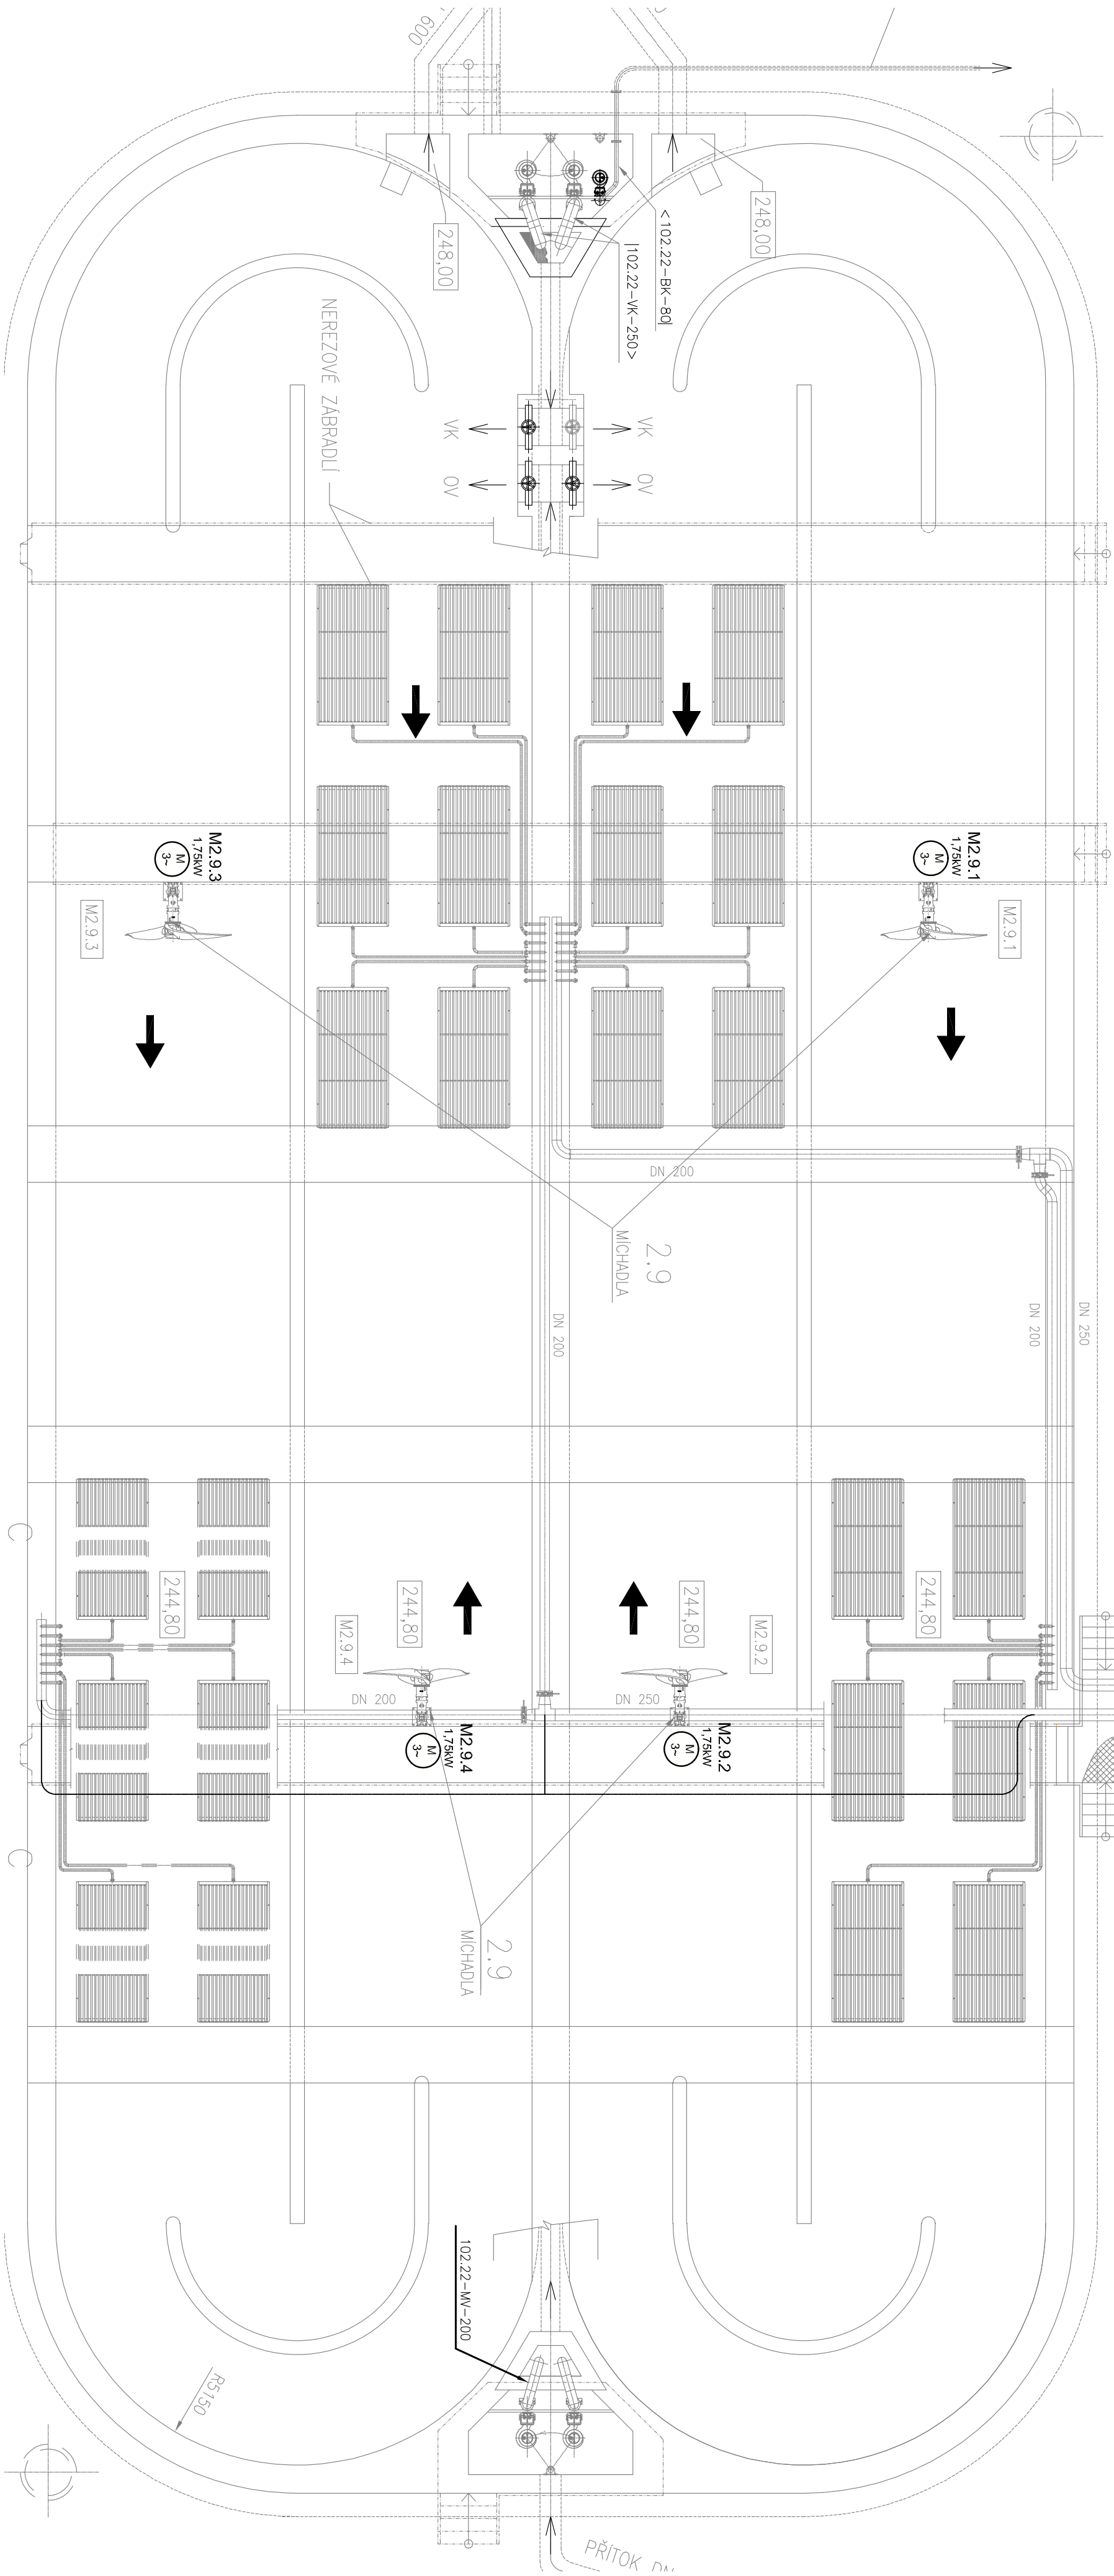 600
248,00
248,00
<102.22-BK-80|
|102.22-VK-250>
NEREZOVÉ ZÁBRADLÍ
VK
VK
OV
OV
M2.9.3
1,75kW
M
3~
M2.9.3
M2.9.1
1,75kW
M
3~
M2.9.1
DN 200
2.9
MÍCHADLA
DN 200
DN 200
DN 250
244,80
244,80
244,80
244,80
M2.9.4
M2.9.2
DN 200
DN 250
M2.9.4
1,75kW
M
3~
M2.9.2
1,75kW
M
3~
C
C
2.9
MÍCHADLA
102.22-MV-200
R5150
PŘÍTOK